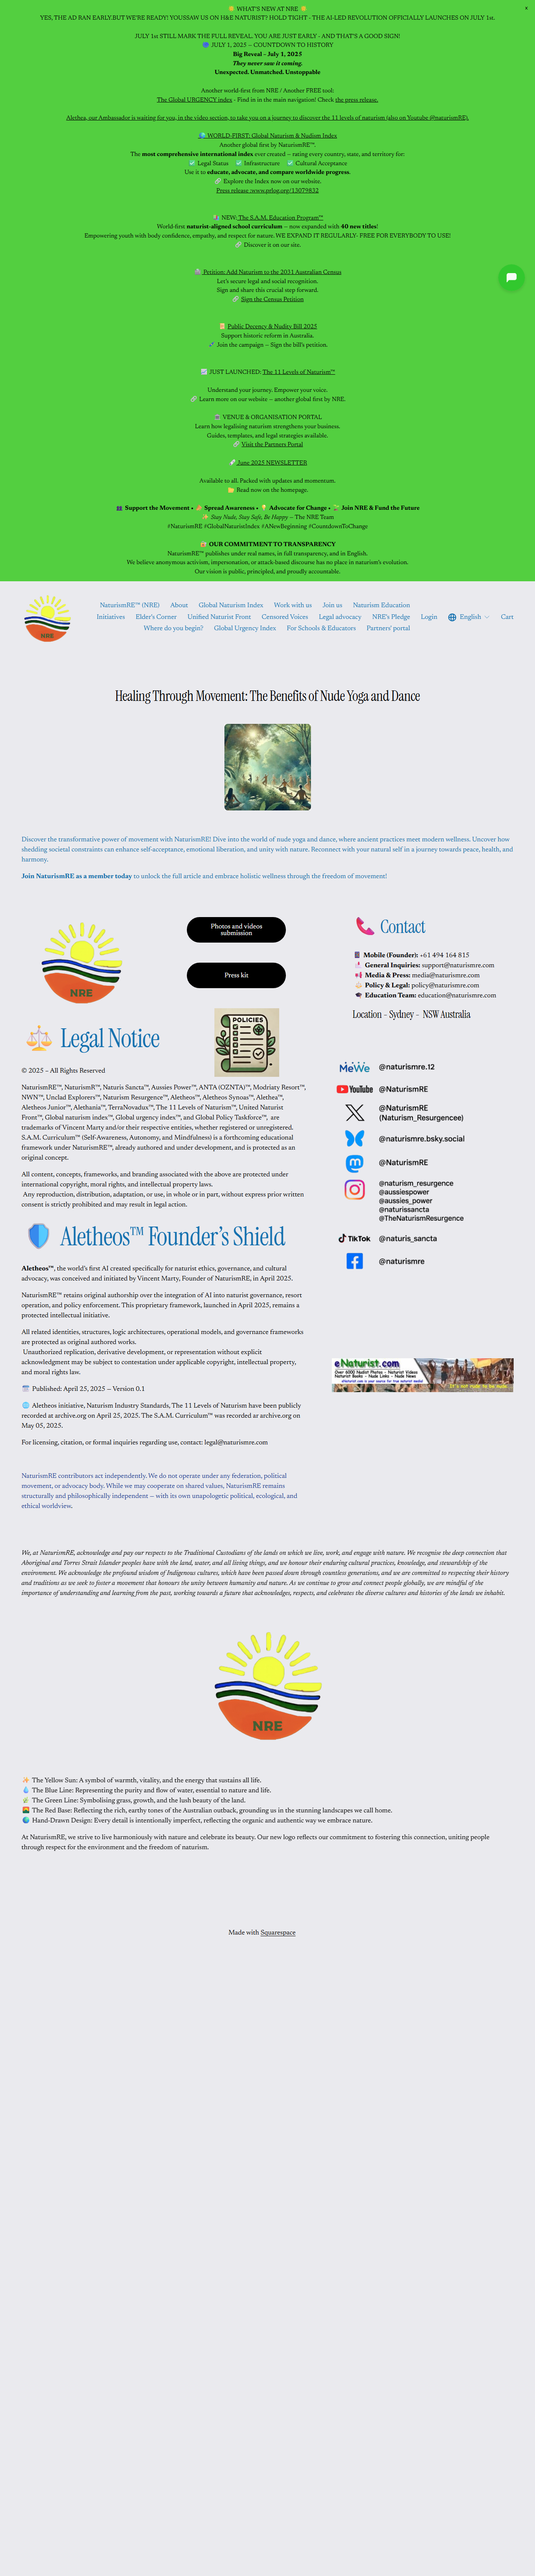 WHAT'S NEW AT NRE
YES, THE AD RAN EARLY.BUT WE'RE READY! YOUSSAW US ON H&E NATURIST? HOLD TIGHT - THE AI-LED REVOLUTION OFFICIALLY LAUNCHES ON JULY 1st.
JULY 1st STILL MARK THE FULL REVEAL. YOU ARE JUST EARLY - AND THAT'S A GOOD SIGN!
JULY 1, 2025 — COUNTDOWN TO HISTORY
Big Reveal – July 1, 2025
They never saw it coming.
Unexpected. Unmatched. Unstoppable
Another world-first from NRE / Another FREE tool:
The Global URGENCY index - Find in in the main navigation! Check the press release.
Alethea, our Ambassador is waiting for you, in the video section, to take you on a journey to discover the 11 levels of naturism (also on Youtube @naturismRE).
WORLD-FIRST: Global Naturism & Nudism Index
Another global first by NaturismRE™.
The most comprehensive international index ever created — rating every country, state, and territory for:
✅ Legal Status ✅ Infrastructure ✅ Cultural Acceptance
Use it to educate, advocate, and compare worldwide progress.
Explore the Index now on our website.
Press release :www.prlog.org/13079832
NEW: The S.A.M. Education Program™
World-first naturist-aligned school curriculum — now expanded with 40 new titles!
Empowering youth with body confidence, empathy, and respect for nature. WE EXPAND IT REGULARLY- FREE FOR EVERYBODY TO USE!
Discover it on our site.
Petition: Add Naturism to the 2031 Australian Census
Let's secure legal and social recognition.
Sign and share this crucial step forward.
Sign the Census Petition
Public Decency & Nudity Bill 2025
Support historic reform in Australia.
Join the campaign — Sign the bill's petition.
JUST LAUNCHED: The 11 Levels of Naturism™
Understand your journey. Empower your voice.
Learn more on our website — another global first by NRE.
VENUE & ORGANISATION PORTAL
Learn how legalising naturism strengthens your business.
Guides, templates, and legal strategies available.
Visit the Partners Portal
June 2025 NEWSLETTER
Available to all. Packed with updates and momentum.
Read now on the homepage.
Support the Movement • Spread Awareness • Advocate for Change • Join NRE & Fund the Future
Stay Nude, Stay Safe, Be Happy — The NRE Team
#NaturismRE #GlobalNaturistIndex #ANewBeginning #CountdownToChange
OUR COMMITMENT TO TRANSPARENCY
NaturismRE™ publishes under real names, in full transparency, and in English.
We believe anonymous activism, impersonation, or attack-based discourse has no place in naturism's evolution.
Our vision is public, principled, and proudly accountable.
NRE
NaturismRE™ (NRE) About Global Naturism Index Work with us Join us Naturism Education
Initiatives Elder's Corner Unified Naturist Front Censored Voices Legal advocacy NRE's Pledge
Where do you begin? Global Urgency Index For Schools & Educators Partners' portal
Login English Cart
Healing Through Movement: The Benefits of Nude Yoga and Dance
Discover the transformative power of movement with NaturismRE! Dive into the world of nude yoga and dance, where ancient practices meet modern wellness. Uncover how
shedding societal constraints can enhance self-acceptance, emotional liberation, and unity with nature. Reconnect with your natural self in a journey towards peace, health, and
harmony.
Join NaturismRE as a member today to unlock the full article and embrace holistic wellness through the freedom of movement!
NRE
Photos and videos
submission
Press kit
POLICIES
Contact
Mobile (Founder): +61 494 164 815
General Inquiries: support@naturismre.com
Media & Press: media@naturismre.com
Policy & Legal: policy@naturismre.com
Education Team: education@naturismre.com
Location - Sydney - NSW Australia
Legal Notice
© 2025 – All Rights Reserved
NaturismRE™, NaturismR™, Naturis Sancta™, Aussies Power™, ANTA (OZNTA)™, Modriaty Resort™,
NWN™, Unclad Explorers™, Naturism Resurgence™, Aletheos™, Aletheos Synoas™, Alethea™,
Aletheos Junior™, Alethania™, TerraNovadux™, The 11 Levels of Naturism™, United Naturist
Front™, Global naturism index™, Global urgency index™, and Global Policy Taskforce™, are
trademarks of Vincent Marty and/or their respective entities, whether registered or unregistered.
S.A.M. Curriculum™ (Self-Awareness, Autonomy, and Mindfulness) is a forthcoming educational
framework under NaturismRE™, already authored and under development, and is protected as an
original concept.
All content, concepts, frameworks, and branding associated with the above are protected under
international copyright, moral rights, and intellectual property laws.
Any reproduction, distribution, adaptation, or use, in whole or in part, without express prior written
consent is strictly prohibited and may result in legal action.
MeWe @naturismre.12
YouTube @NaturismRE
@NaturismRE
(Naturism_Resurgencee)
@naturismre.bsky.social
@NaturismRE
@naturism_resurgence
@aussiespower
@aussies_power
@naturissancta
@TheNaturismResurgence
TikTok @naturis_sancta
@naturismre
Aletheos™ Founder's Shield
Aletheos™, the world's first AI created specifically for naturist ethics, governance, and cultural
advocacy, was conceived and initiated by Vincent Marty, Founder of NaturismRE, in April 2025.
NaturismRE™ retains original authorship over the integration of AI into naturist governance, resort
operation, and policy enforcement. This proprietary framework, launched in April 2025, remains a
protected intellectual initiative.
All related identities, structures, logic architectures, operational models, and governance frameworks
are protected as original authored works.
Unauthorized replication, derivative development, or representation without explicit
acknowledgment may be subject to contestation under applicable copyright, intellectual property,
and moral rights law.
Published: April 25, 2025 — Version 0.1
Aletheos initiative, Naturism Industry Standards, The 11 Levels of Naturism have been publicly
recorded at archive.org on April 25, 2025. The S.A.M. Curriculum™ was recorded ar archive.org on
May 05, 2025.
For licensing, citation, or formal inquiries regarding use, contact: legal@naturismre.com
eNaturist.com
Over 6000 Nudist Photos - Naturist Videos
Naturist Books - Nude Links - Nude News
NaturismRE contributors act independently. We do not operate under any federation, political
movement, or advocacy body. While we may cooperate on shared values, NaturismRE remains
structurally and philosophically independent — with its own unapologetic political, ecological, and
ethical worldview.
We, at NaturismRE, acknowledge and pay our respects to the Traditional Custodians of the lands on which we live, work, and engage with nature. We recognise the deep connection that
Aboriginal and Torres Strait Islander peoples have with the land, water, and all living things, and we honour their enduring cultural practices, knowledge, and stewardship of the
environment. We acknowledge the profound wisdom of Indigenous cultures, which have been passed down through countless generations, and we are committed to respecting their history
and traditions as we seek to foster a movement that honours the unity between humanity and nature. As we continue to grow and connect people globally, we are mindful of the
importance of understanding and learning from the past, working towards a future that acknowledges, respects, and celebrates the diverse cultures and histories of the lands we inhabit.
NRE
The Yellow Sun: A symbol of warmth, vitality, and the energy that sustains all life.
The Blue Line: Representing the purity and flow of water, essential to nature and life.
The Green Line: Symbolising grass, growth, and the lush beauty of the land.
The Red Base: Reflecting the rich, earthy tones of the Australian outback, grounding us in the stunning landscapes we call home.
Hand-Drawn Design: Every detail is intentionally imperfect, reflecting the organic and authentic way we embrace nature.
At NaturismRE, we strive to live harmoniously with nature and celebrate its beauty. Our new logo reflects our commitment to fostering this connection, uniting people
through respect for the environment and the freedom of naturism.
Made with Squarespace